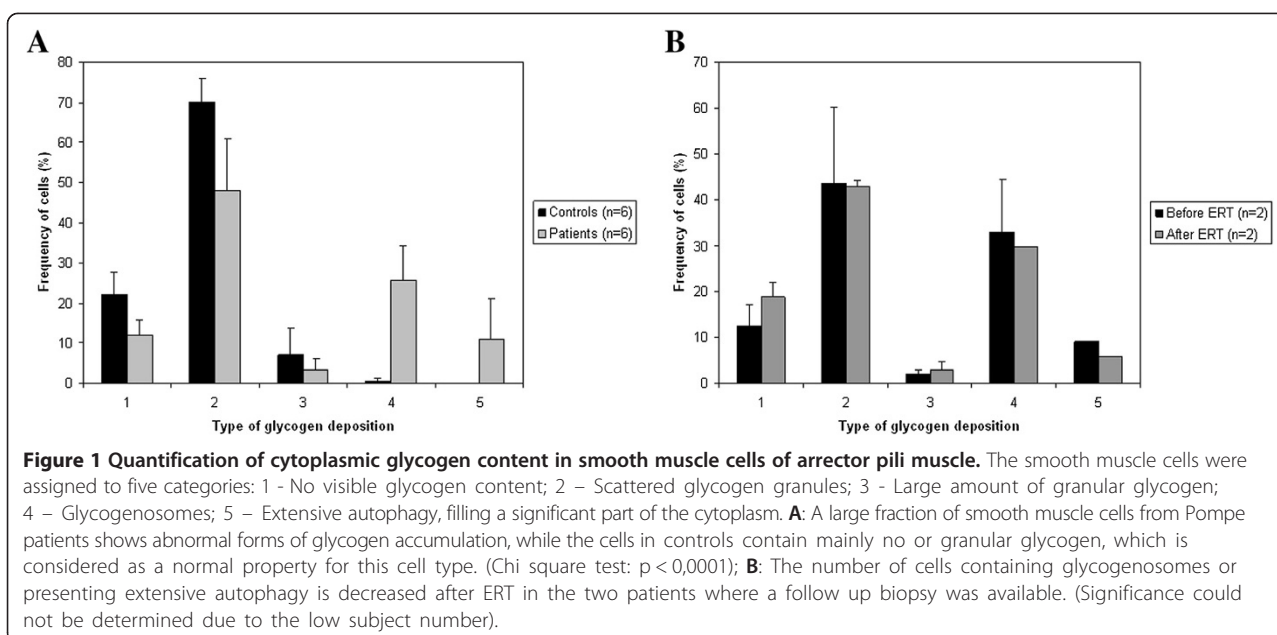 A
80
70
60
50
40
30
20
10
0
Frequency of cells (%)
1 2 3 4 5
Type of glycogen deposition
Controls (n=6)
Patients (n=6)
B
70
60
50
40
30
20
10
0
Frequency of cells (%)
1 2 3 4 5
Type of glycogen deposition
Before ERT (n=2)
After ERT (n=2)
Figure 1 Quantification of cytoplasmic glycogen content in smooth muscle cells of arrector pili muscle. The smooth muscle cells were
assigned to five categories: 1 - No visible glycogen content; 2 – Scattered glycogen granules; 3 - Large amount of granular glycogen;
4 – Glycogenosomes; 5 – Extensive autophagy, filling a significant part of the cytoplasm. A: A large fraction of smooth muscle cells from Pompe
patients shows abnormal forms of glycogen accumulation, while the cells in controls contain mainly no or granular glycogen, which is
considered as a normal property for this cell type. (Chi square test: p < 0,0001); B: The number of cells containing glycogenosomes or
presenting extensive autophagy is decreased after ERT in the two patients where a follow up biopsy was available. (Significance could
not be determined due to the low subject number).